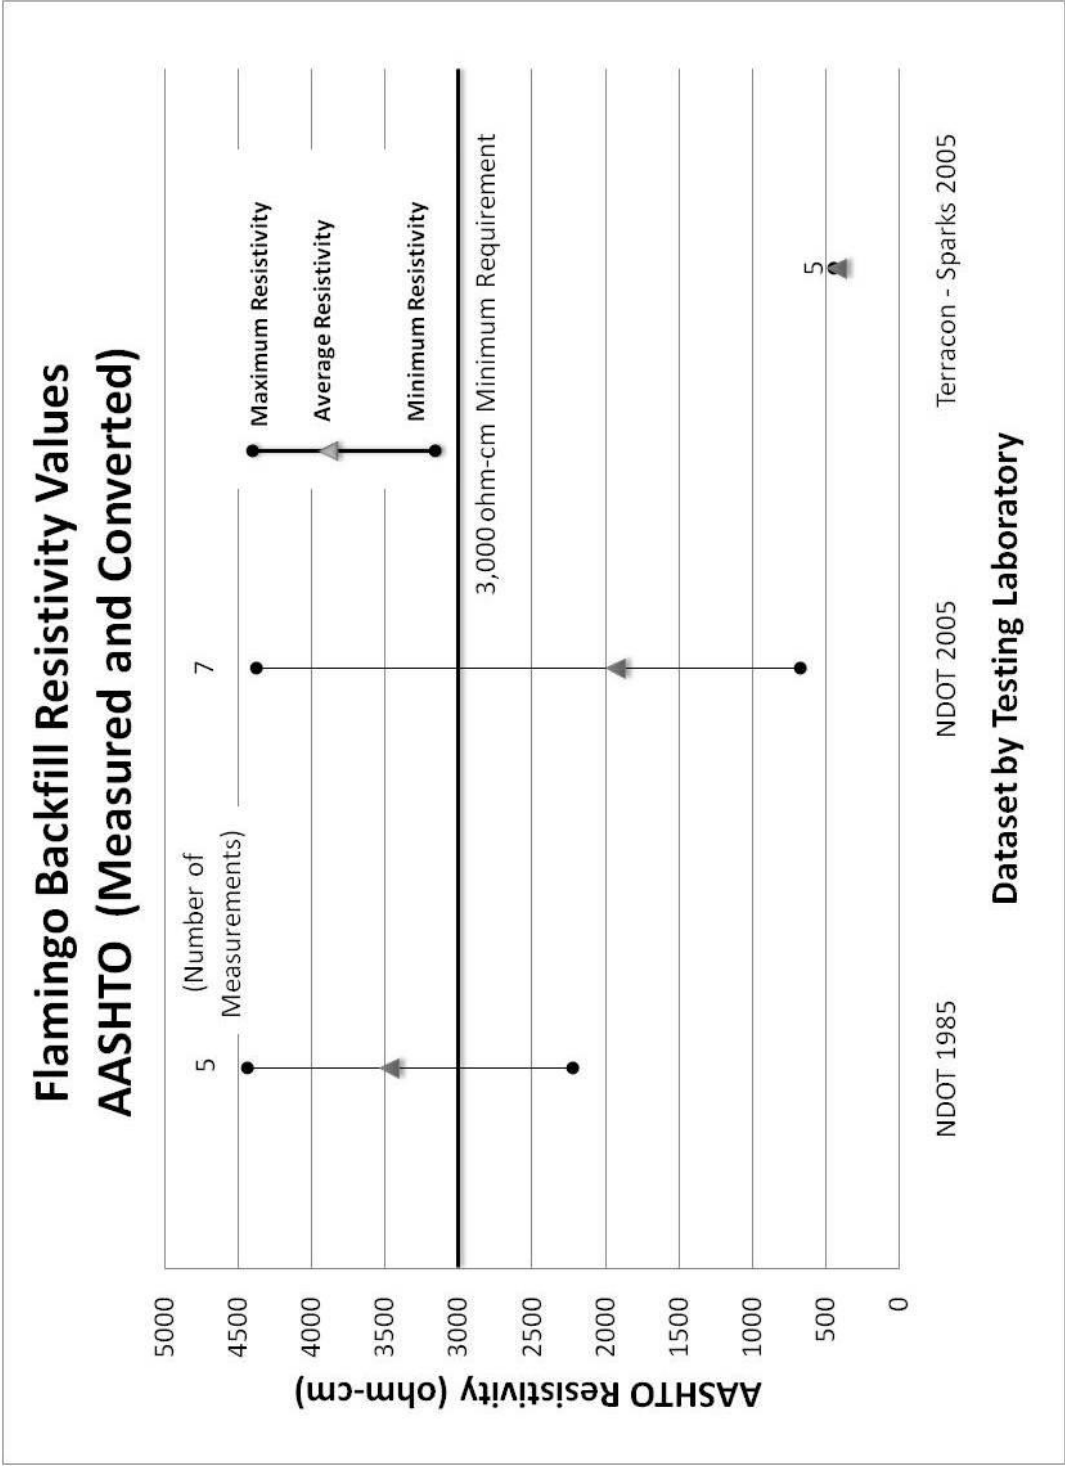 Flamingo Backfill Resistivity Values
AASHTO (Measured and Converted)
AASHTO Resistivity (ohm-cm)
5000
4500
4000
3500
3000
2500
2000
1500
1000
500
0
5
(Number of
Measurements)
7
5
Maximum Resistivity
Average Resistivity
Minimum Resistivity
3,000 ohm-cm Minimum Requirement
NDOT 1985
NDOT 2005
Terracon - Sparks 2005
Dataset by Testing Laboratory